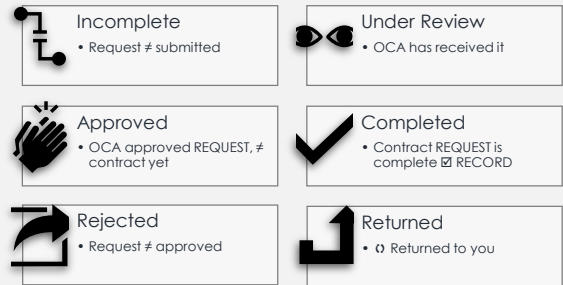 Incomplete
• Request ≠ submitted
Under Review
• OCA has received it
Approved
• OCA approved REQUEST, ≠
contract yet
Completed
• Contract REQUEST is
complete ☑ RECORD
Rejected
• Request ≠ approved
Returned
• 🗘 Returned to you